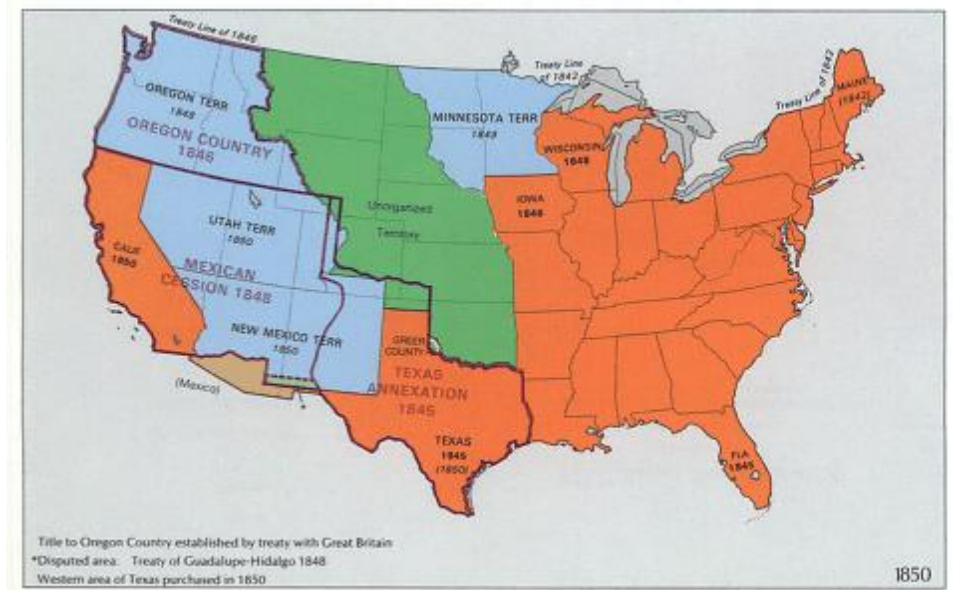 Treaty Line of 1846
Treaty Line
of 1842
Treaty Line of 1842
MAINE
(1842)
OREGON TERR
1848
OREGON COUNTRY
1846
MINNESOTA TERR
1849
WISCONSIN
1848
IOWA
1846
Unorganized
Territory
UTAH TERR
1850
CALIF
1850
MEXICAN
CESSION 1848
NEW MEXICO TERR
1850
GREER
COUNTY
TEXAS
ANNEXATION
1845
(Mexico)
*
TEXAS
1845
(1850)
FLA
1845
Title to Oregon Country established by treaty with Great Britain
*Disputed area: Treaty of Guadalupe-Hidalgo 1848
Western area of Texas purchased in 1850
1850